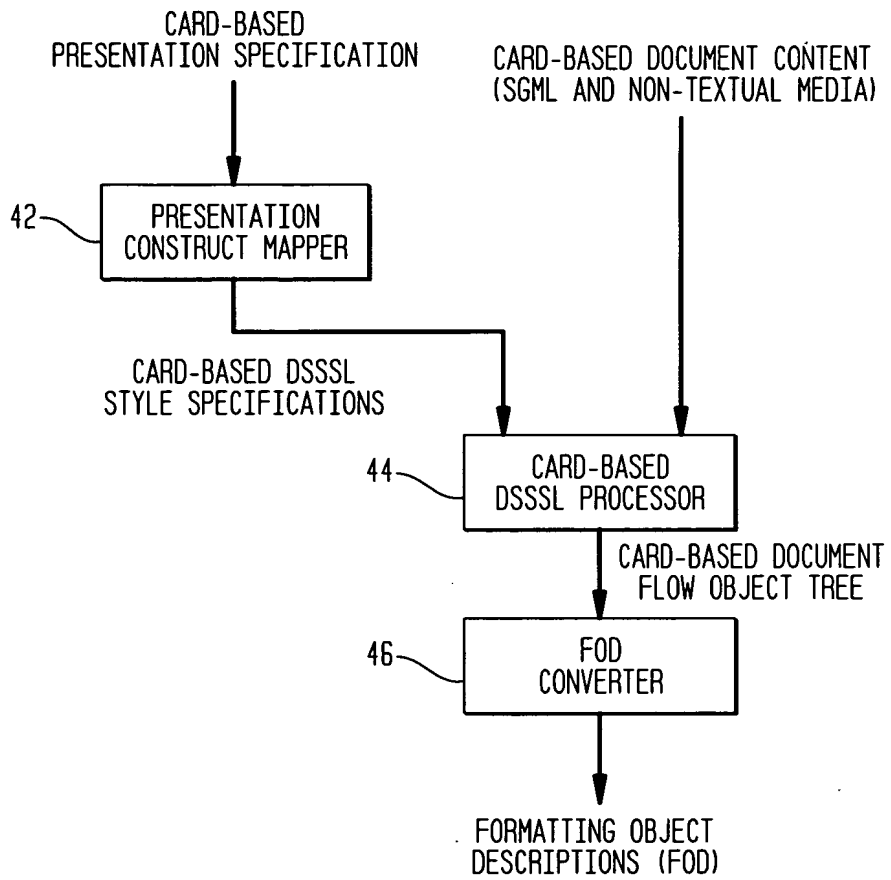 CARD-BASED
PRESENTATION SPECIFICATION
CARD-BASED DOCUMENT CONTENT
(SGML AND NON-TEXTUAL MEDIA)
42
PRESENTATION
CONSTRUCT MAPPER
CARD-BASED DSSSL
STYLE SPECIFICATIONS
44
CARD-BASED
DSSSL PROCESSOR
CARD-BASED DOCUMENT
FLOW OBJECT TREE
46
FOD
CONVERTER
FORMATTING OBJECT
DESCRIPTIONS (FOD)